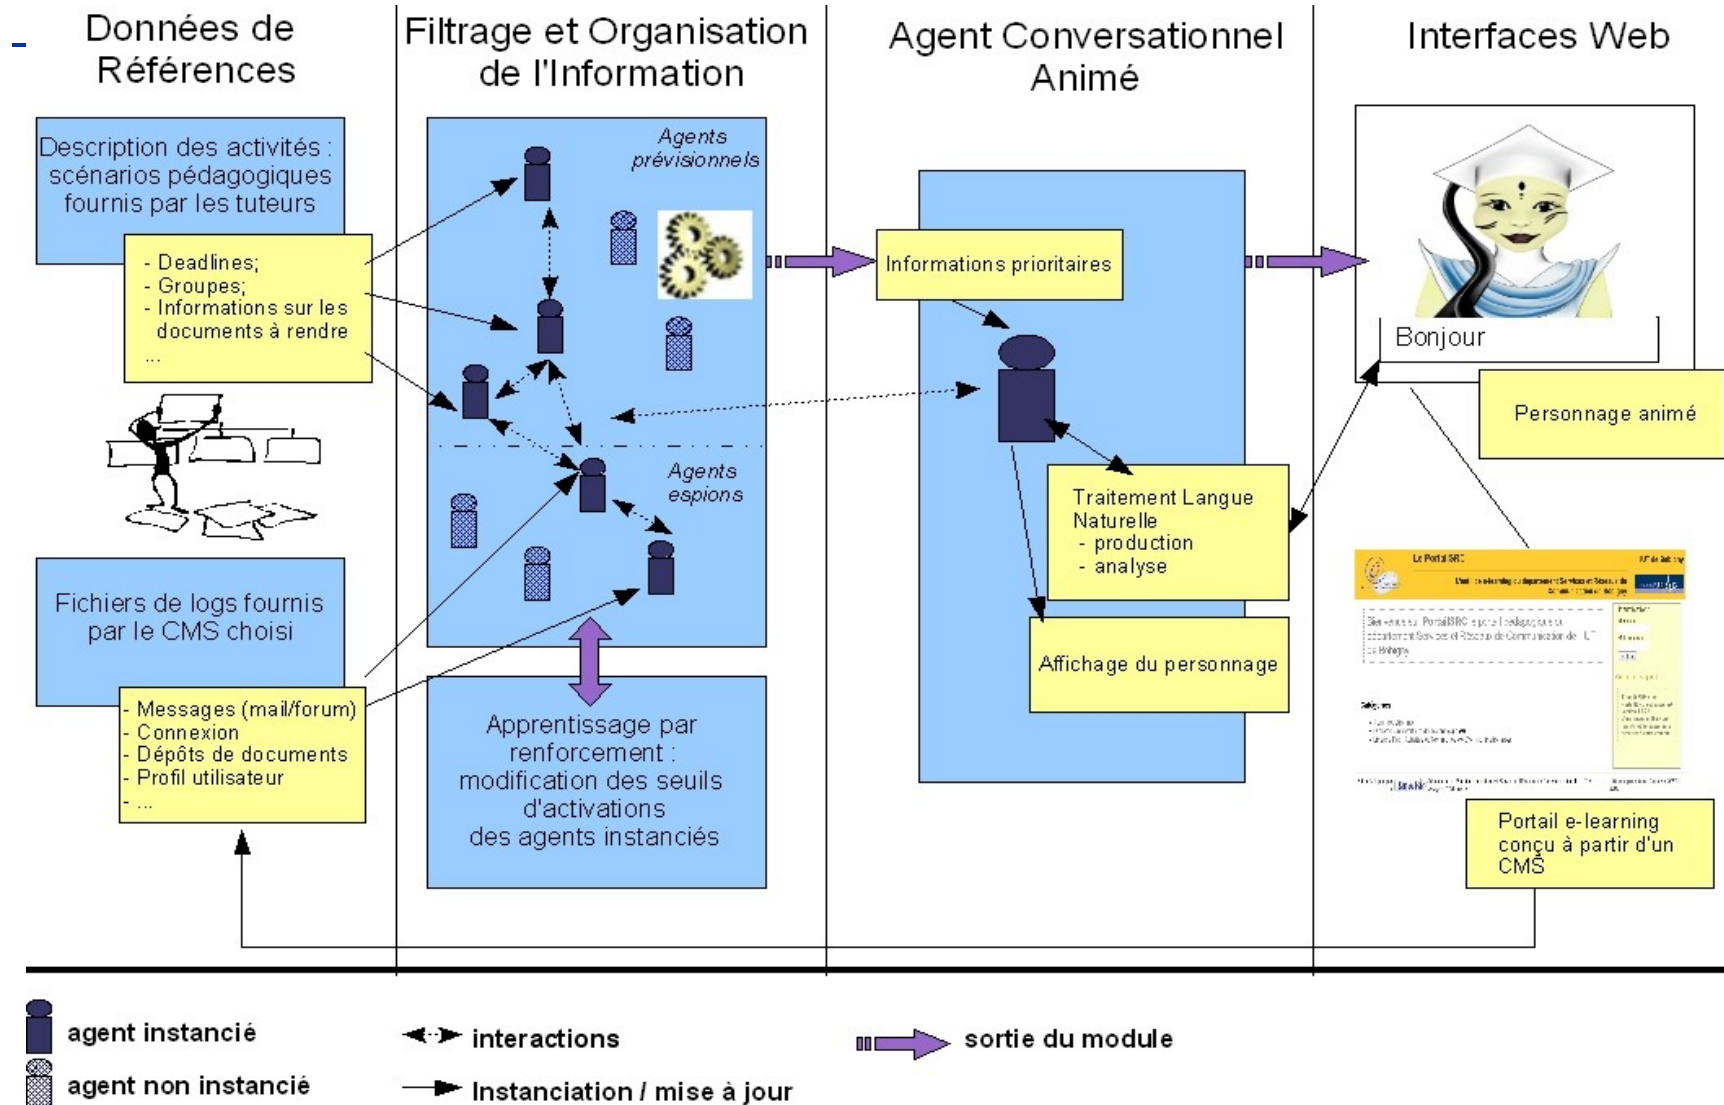 Données de
Références
Filtrage et Organisation
de l'Information
Agent Conversationnel
Animé
Interfaces Web
Description des activités :
scénarios pédagogiques
fournis par les tuteurs
- Deadlines;
- Groupes;
- Informations sur les
documents à rendre
...
Fichiers de logs fournis
par le CMS choisi
- Messages (mail/forum)
- Connexion
- Dépôts de documents
- Profil utilisateur
- ...
Agents
prévisionnels
Agents
espions
Apprentissage par
renforcement :
modification des seuils
d'activations
des agents instanciés
Informations prioritaires
Traitement Langue
Naturelle
- production
- analyse
Affichage du personnage
Bonjour
Personnage animé
Le Portail SRC
Portail e-learning
conçu à partir d'un
CMS
agent instancié
agent non instancié
interactions
Instanciation / mise à jour
sortie du module